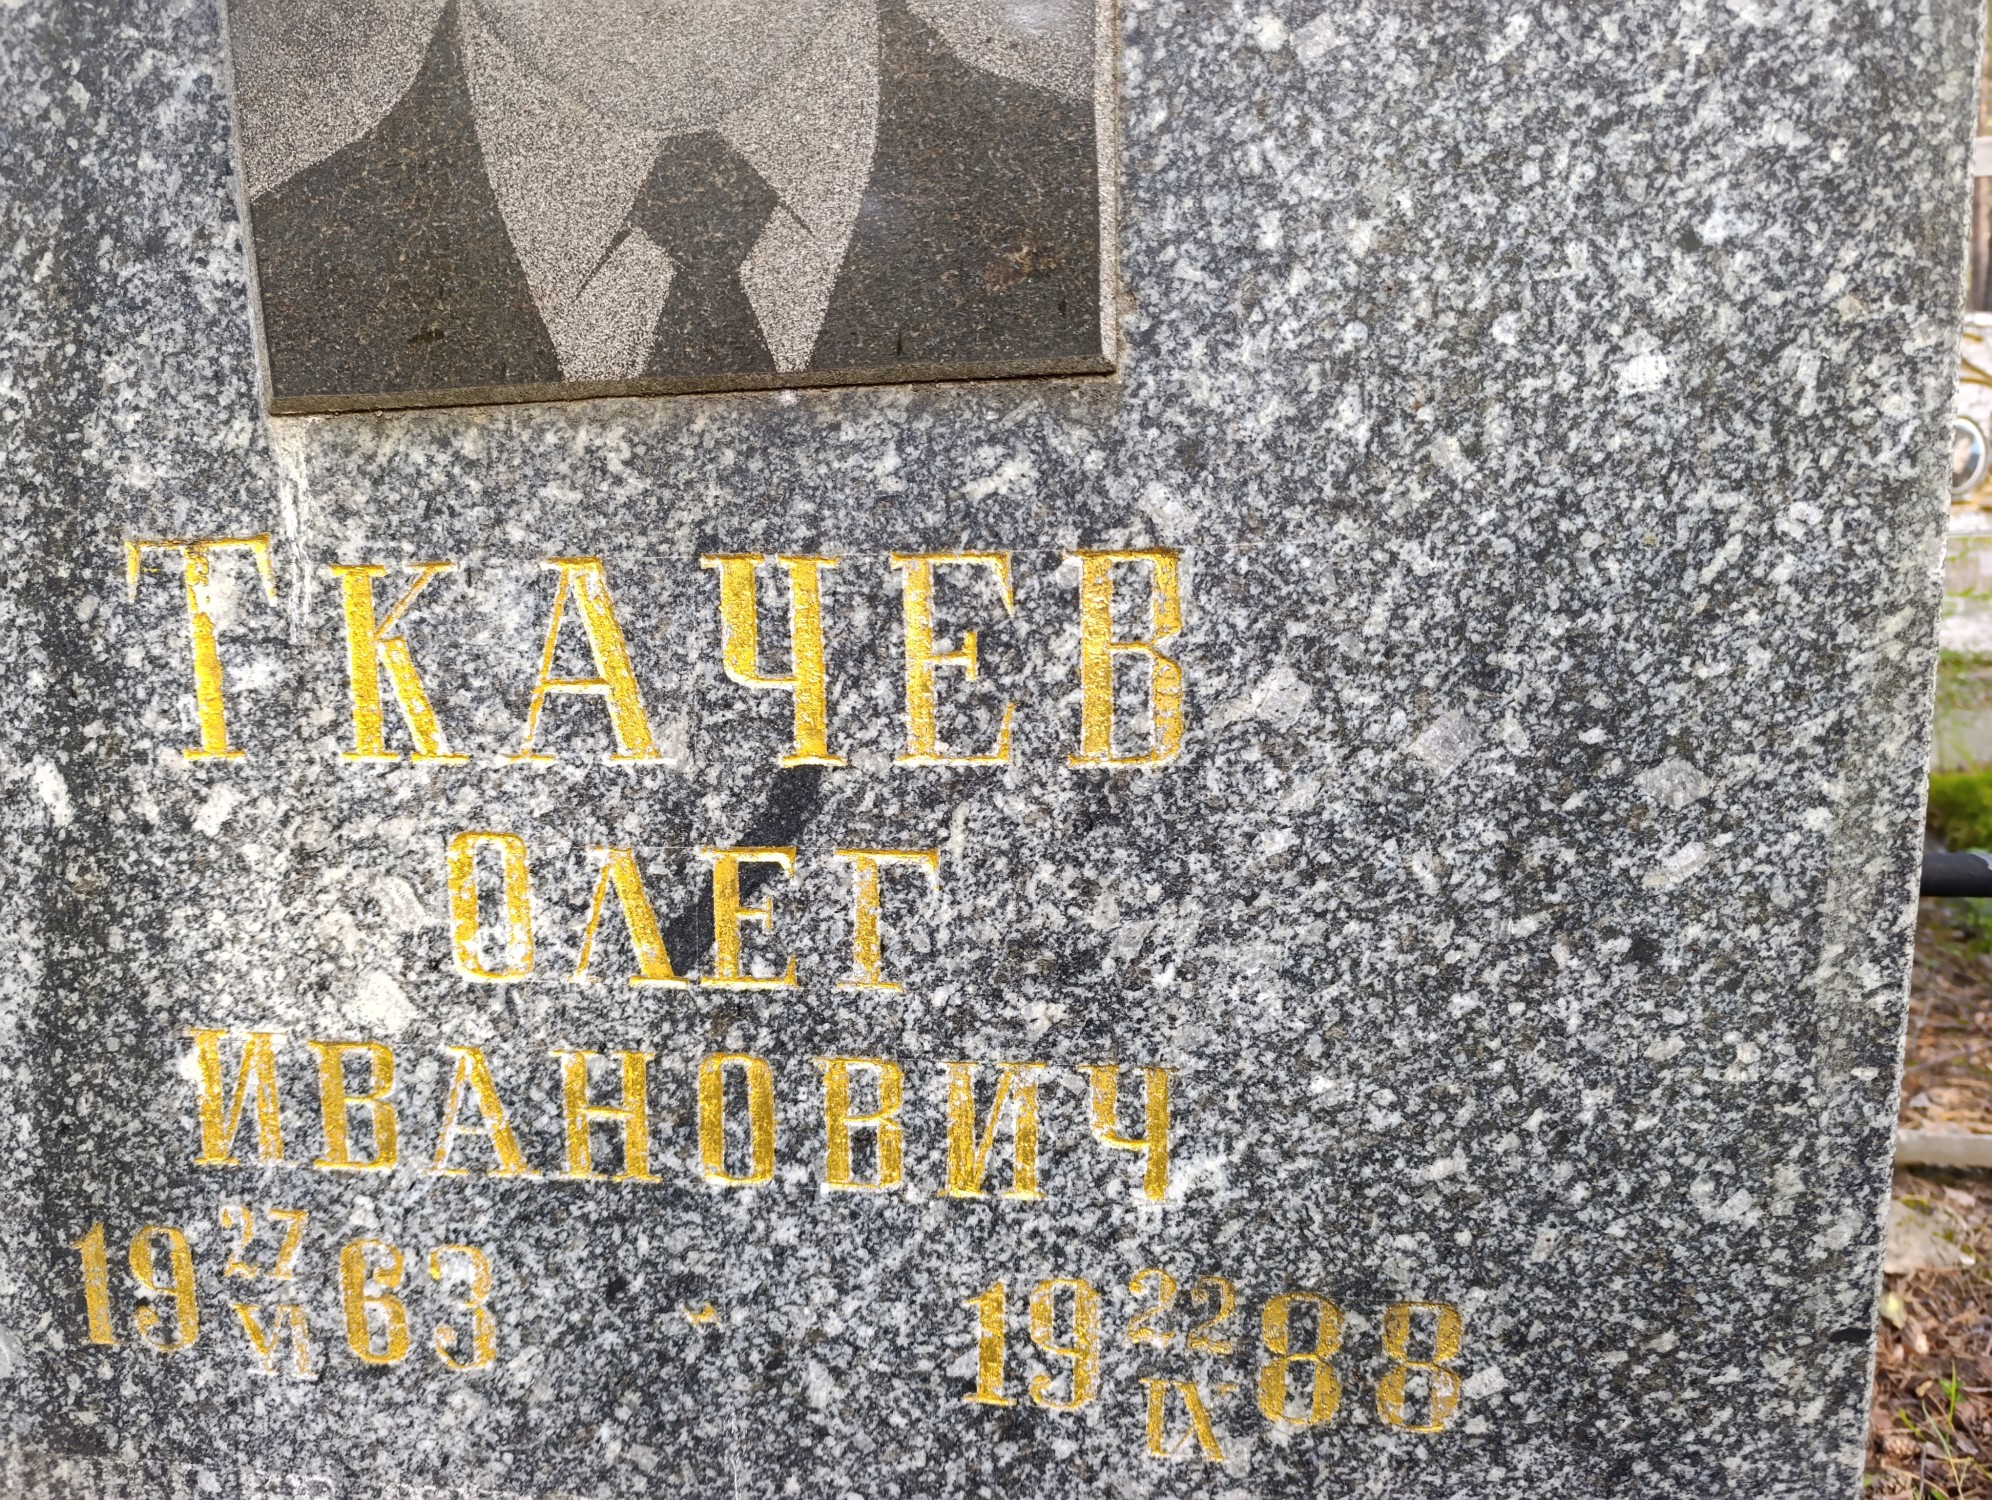 ТКАЧЕВ
ОЛЕГ
ИВАНОВИЧ
19 27/VI 63 - 19 22/IX 88